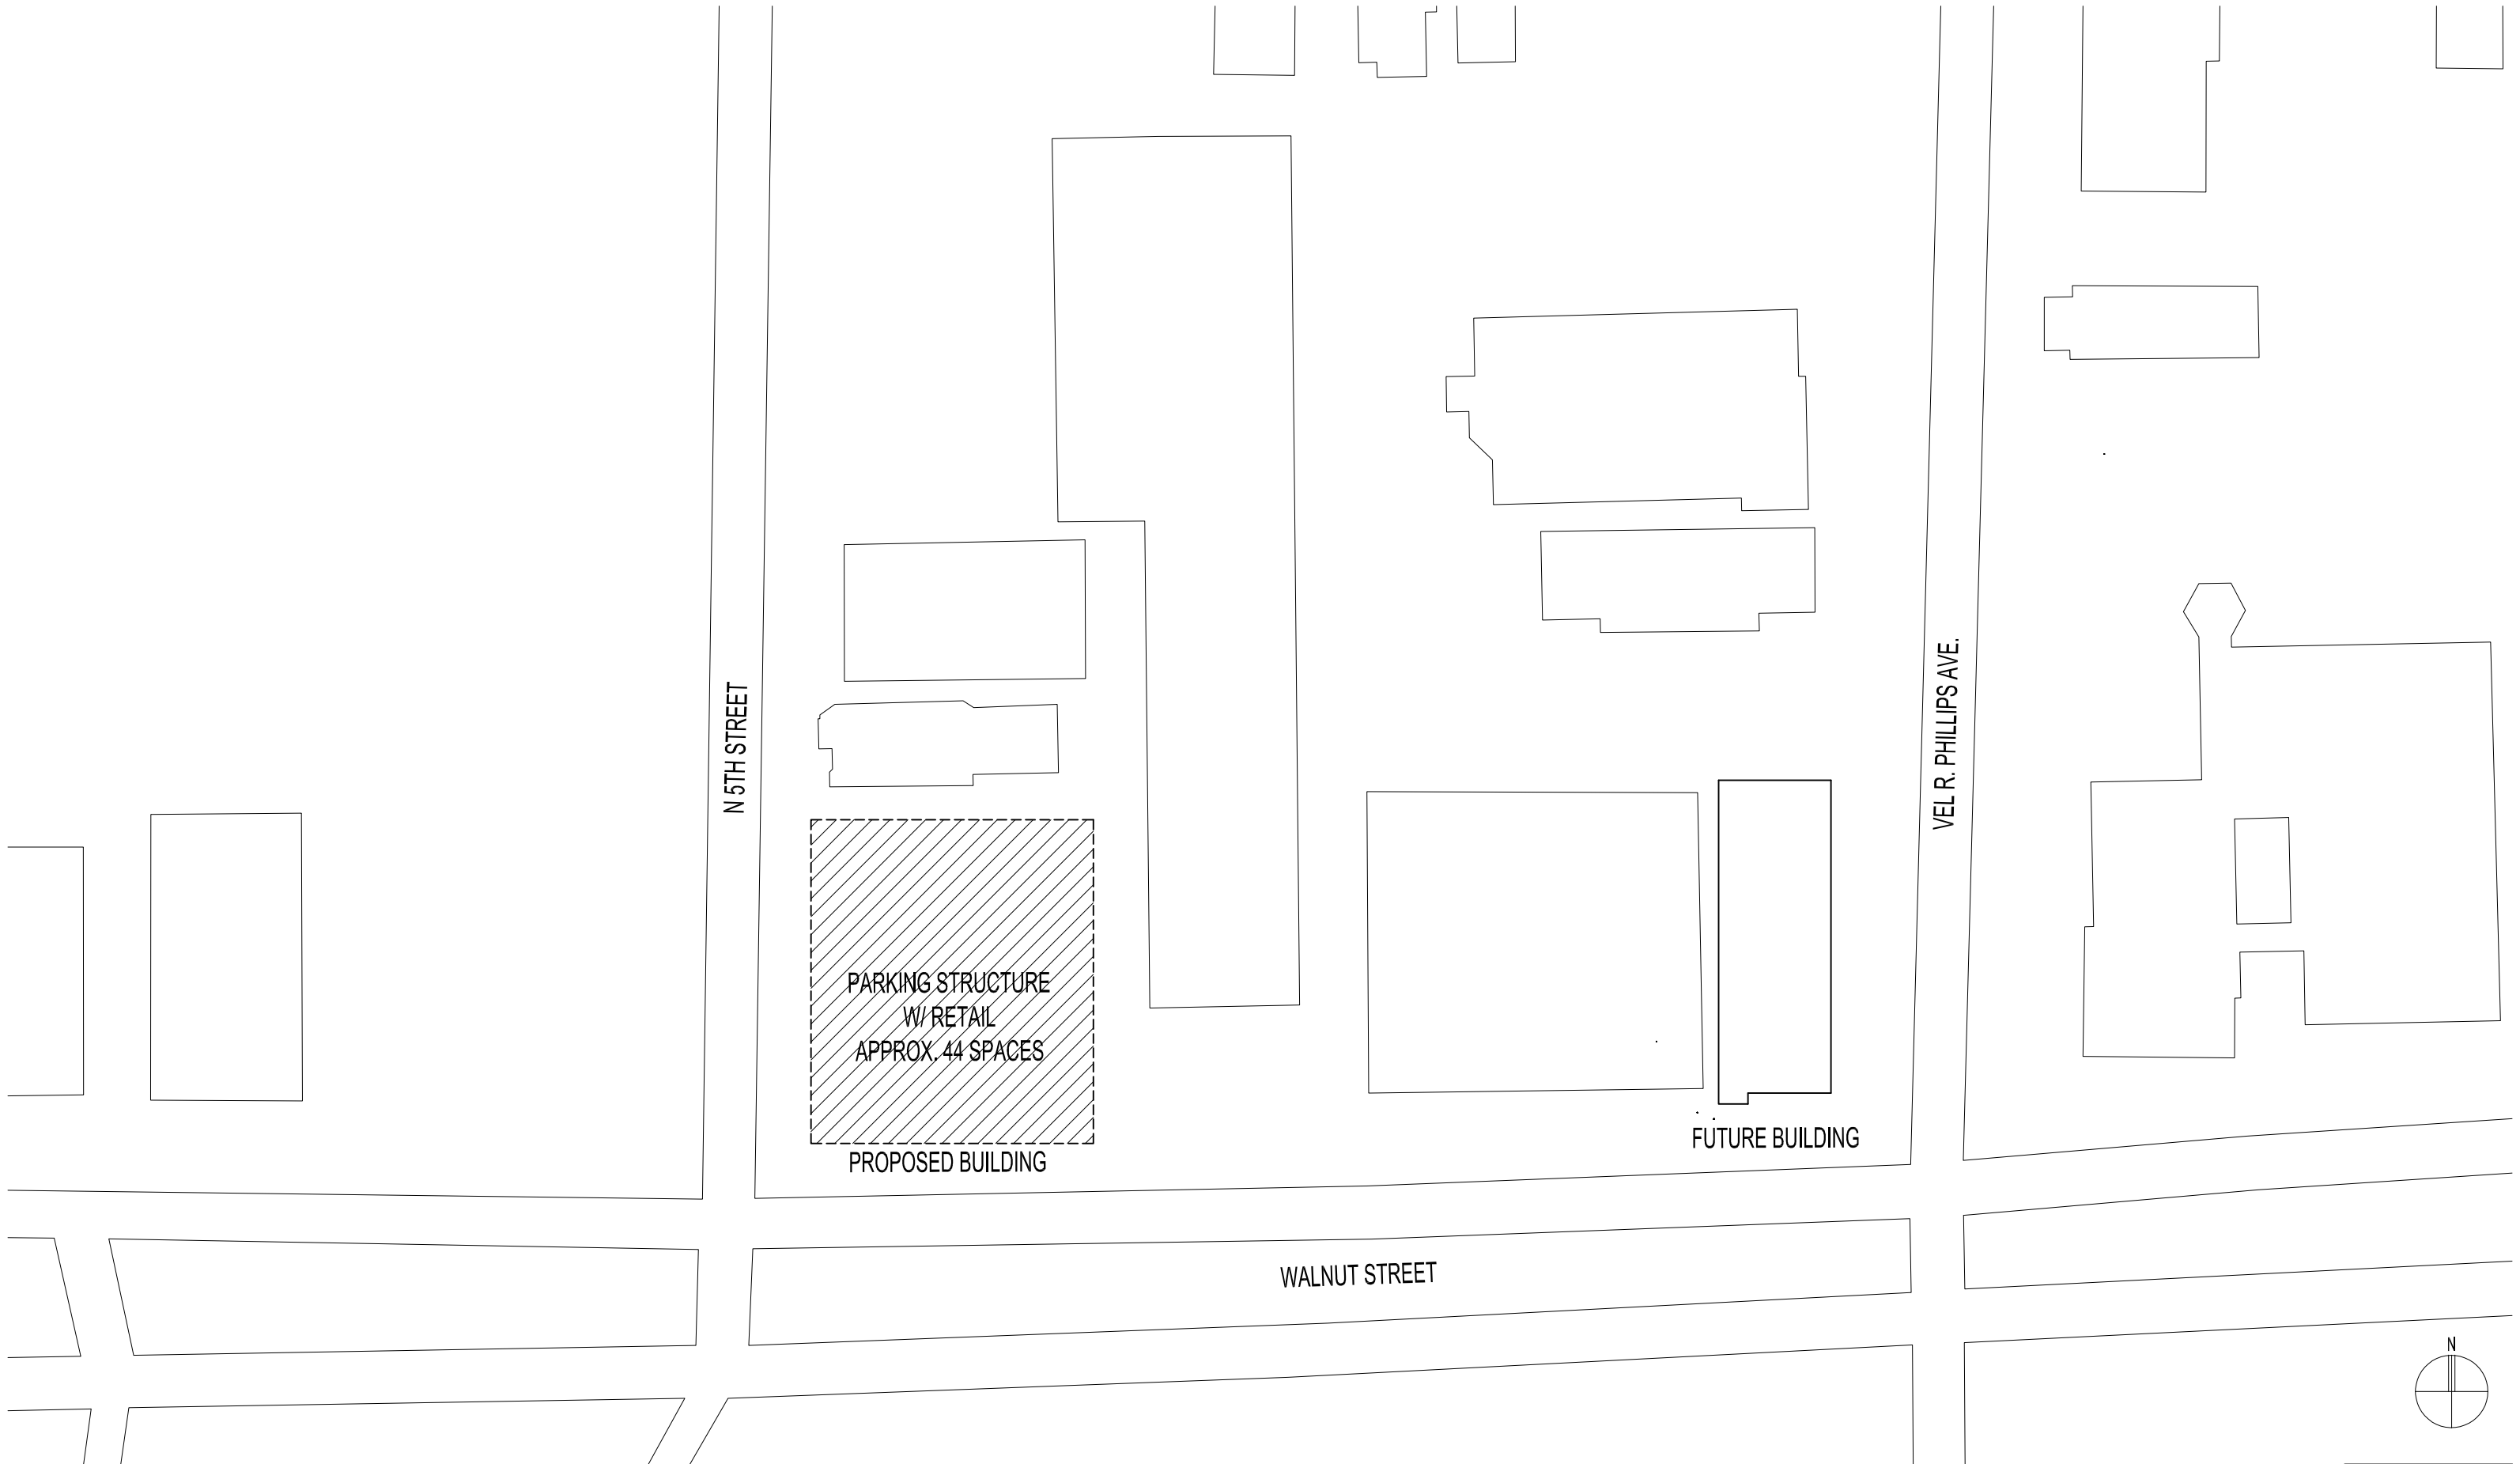 N 5TH STREET
VEL R. PHILLIPS AVE.
PARKING STRUCTURE
W/ RETAIL
APPROX. 44 SPACES
PROPOSED BUILDING
FUTURE BUILDING
WALNUT STREET
N